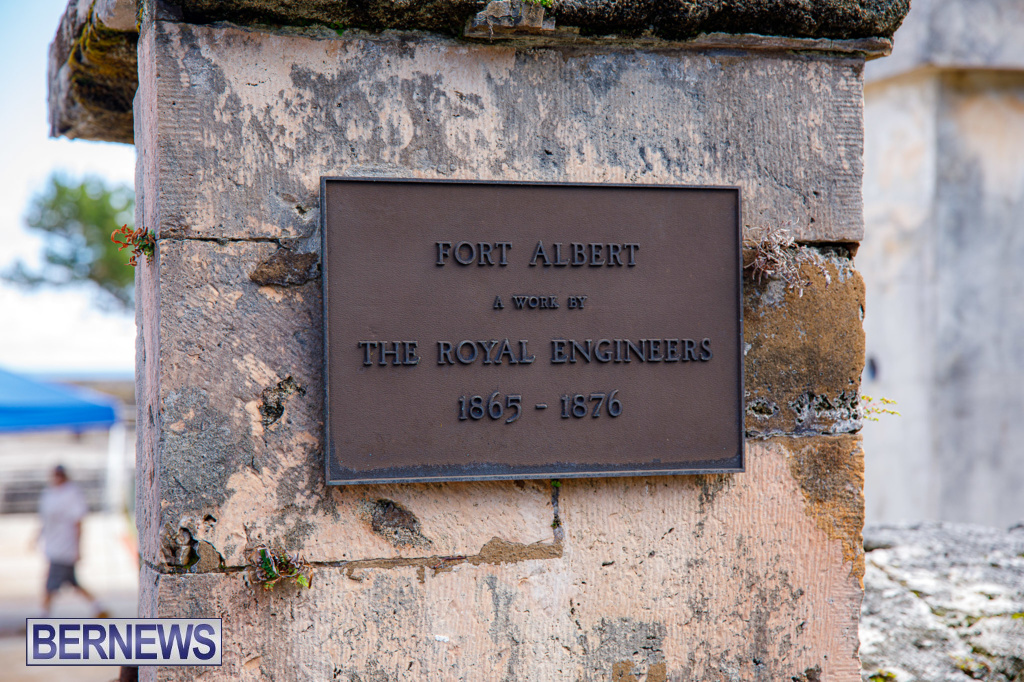 FORT ALBERT
A WORK BY
THE ROYAL ENGINEERS
1865 - 1876
BERNEWS